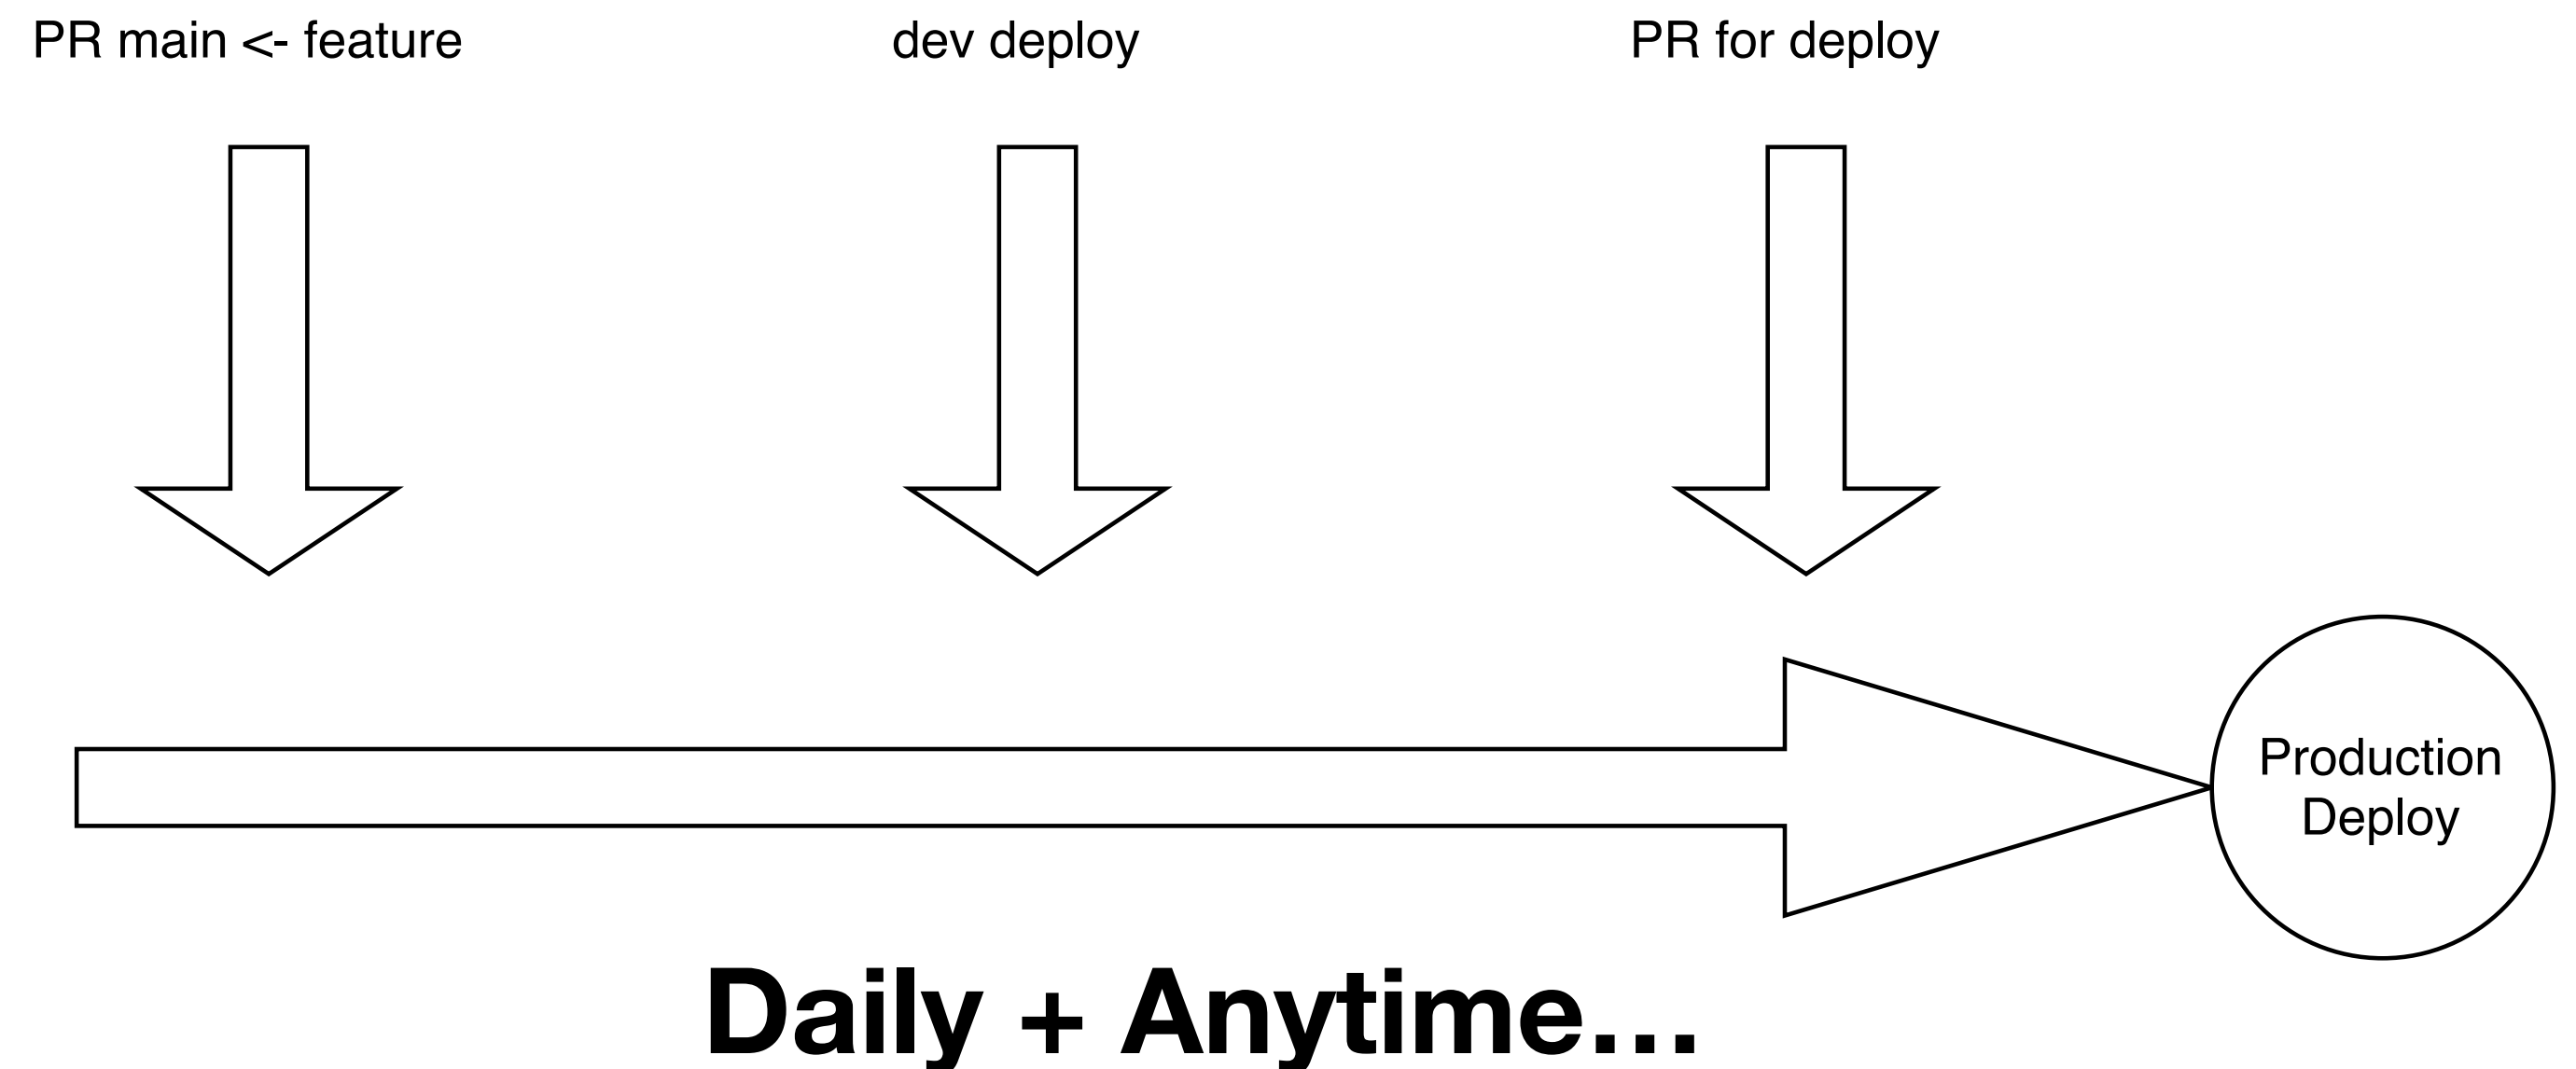 PR main <- feature
dev deploy
PR for deploy
Production
Deploy
Daily + Anytime…